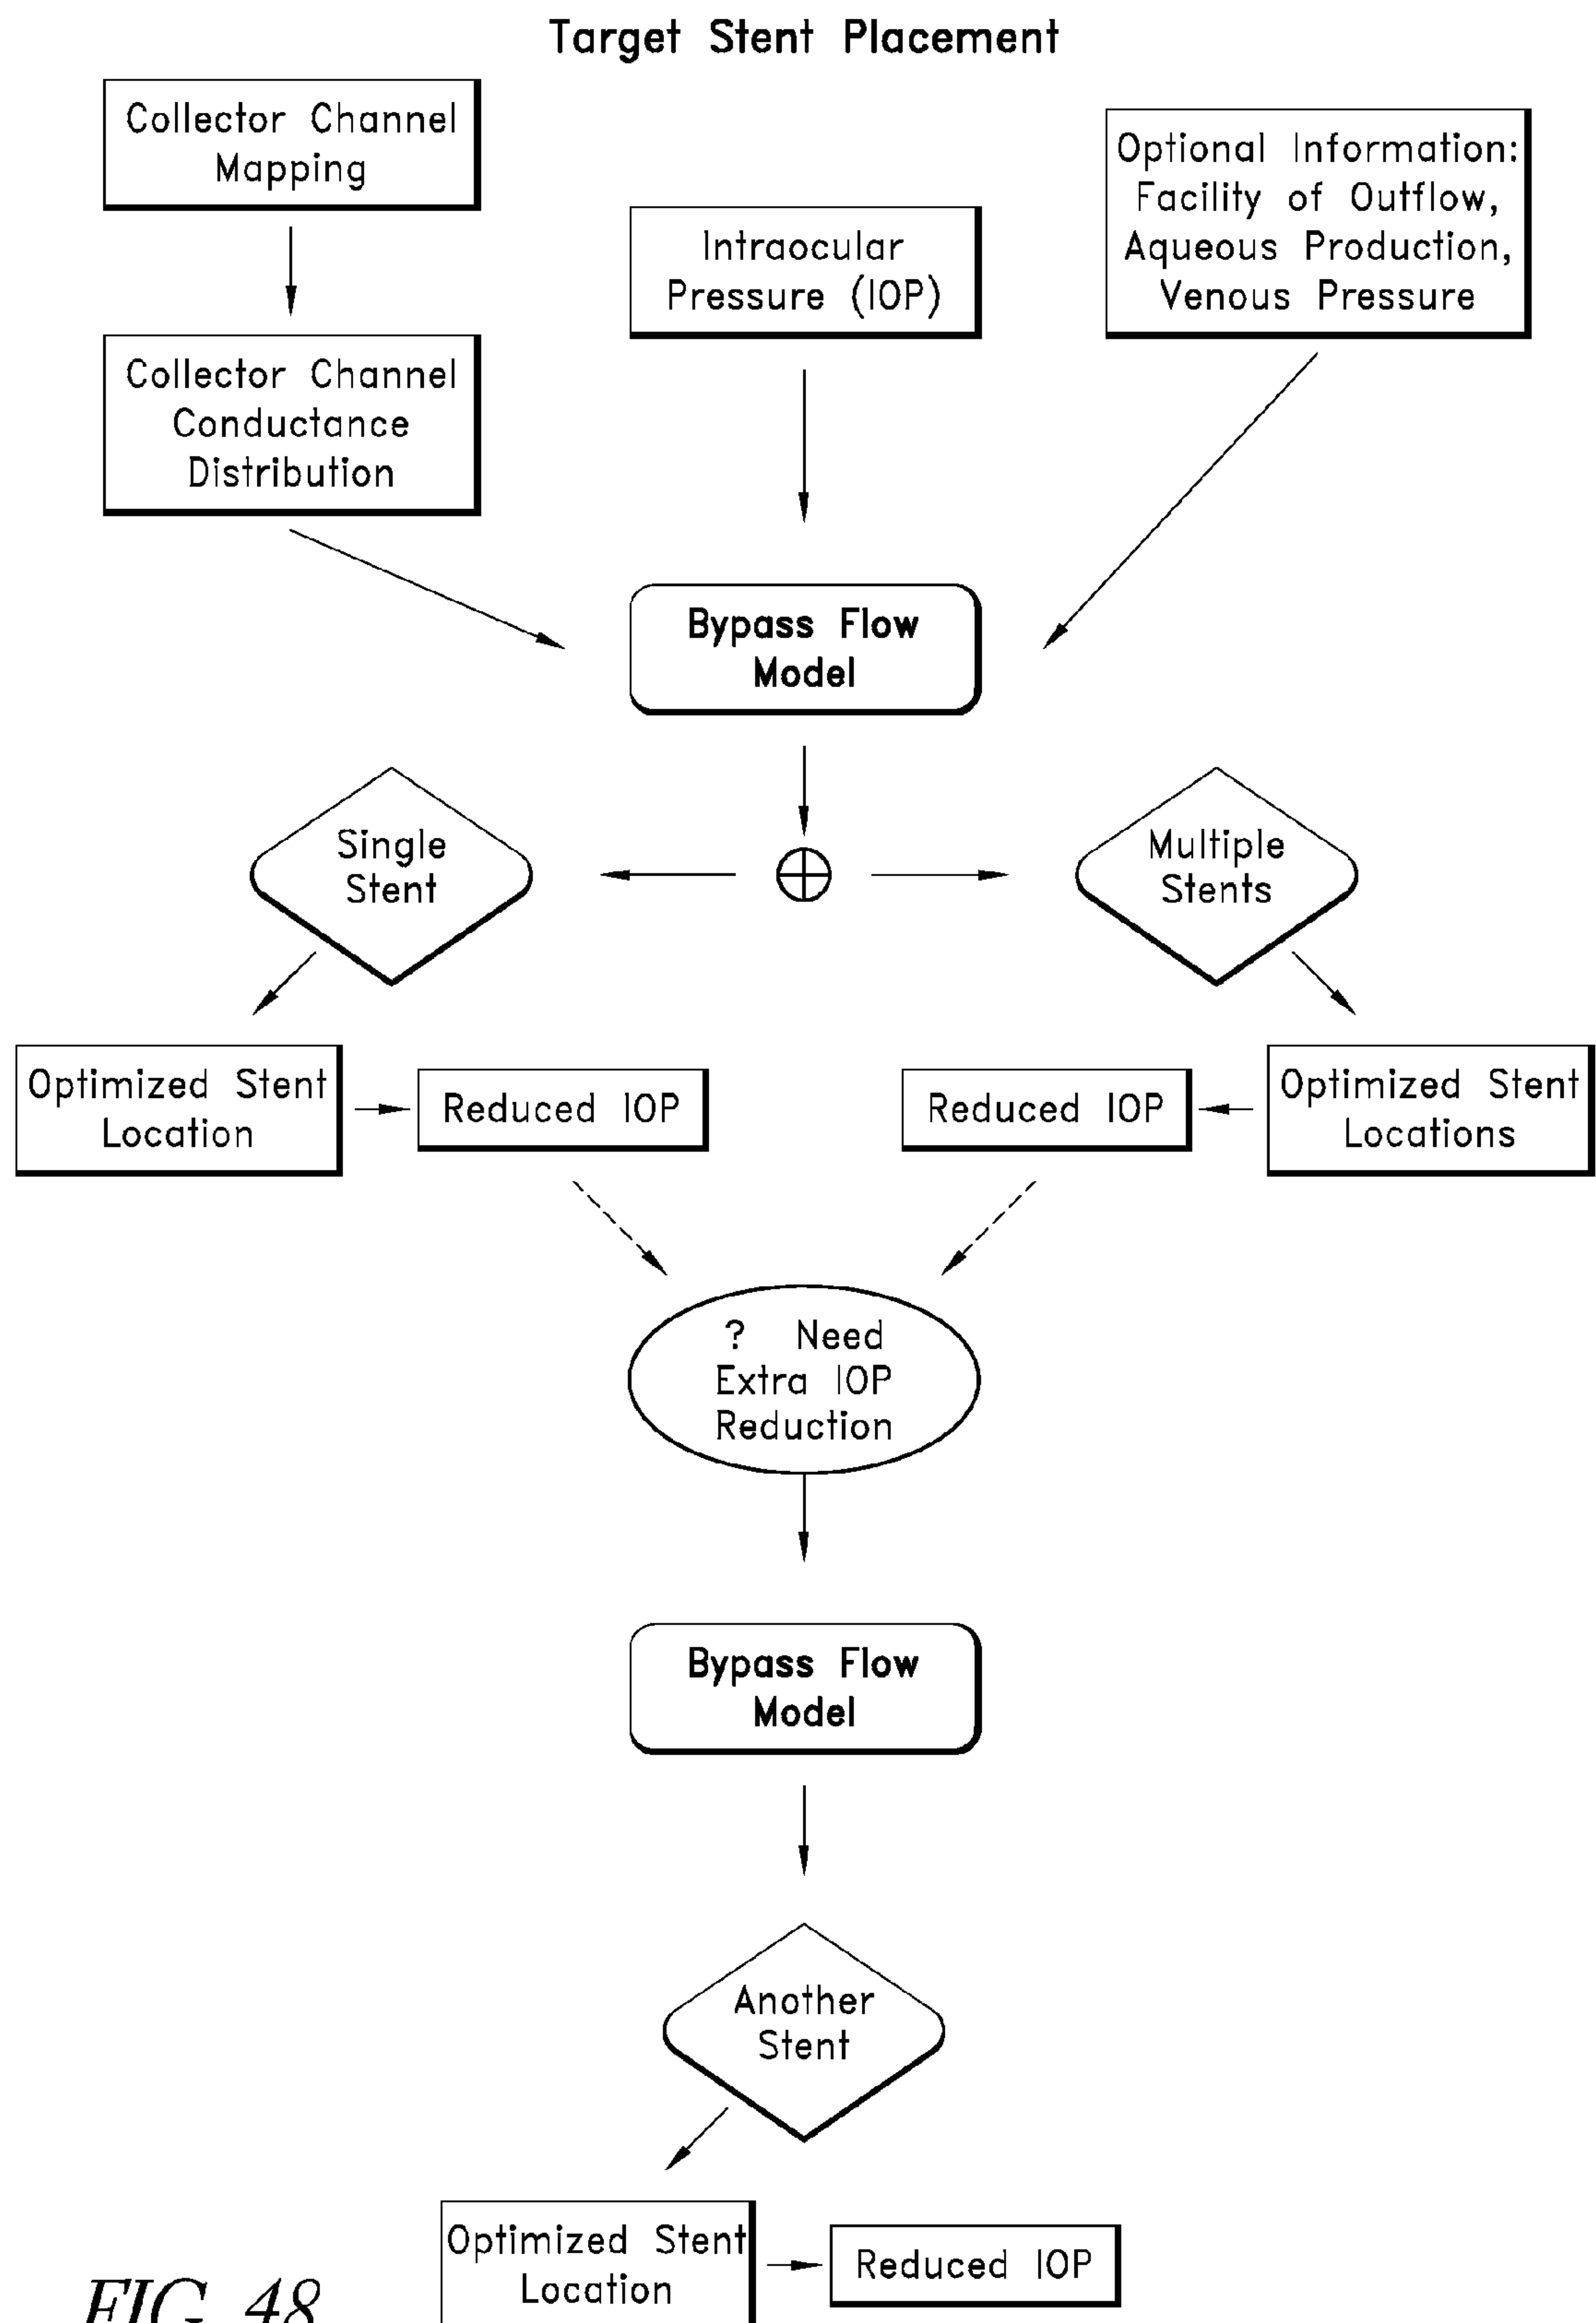 Target Stent Placement
Collector Channel
Mapping
Collector Channel
Conductance
Distribution
Intraocular
Pressure (IOP)
Optional Information:
Facility of Outflow,
Aqueous Production,
Venous Pressure
Bypass Flow
Model
Single
Stent
Multiple
Stents
Optimized Stent
Location
Reduced IOP
Reduced IOP
Optimized Stent
Locations
? Need
Extra IOP
Reduction
Bypass Flow
Model
Another
Stent
Optimized Stent
Location
Reduced IOP
FIG. 48